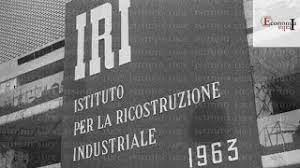 IRI
ISTITUTO
PER LA RICOSTRUZIONE
INDUSTRIALE
1963